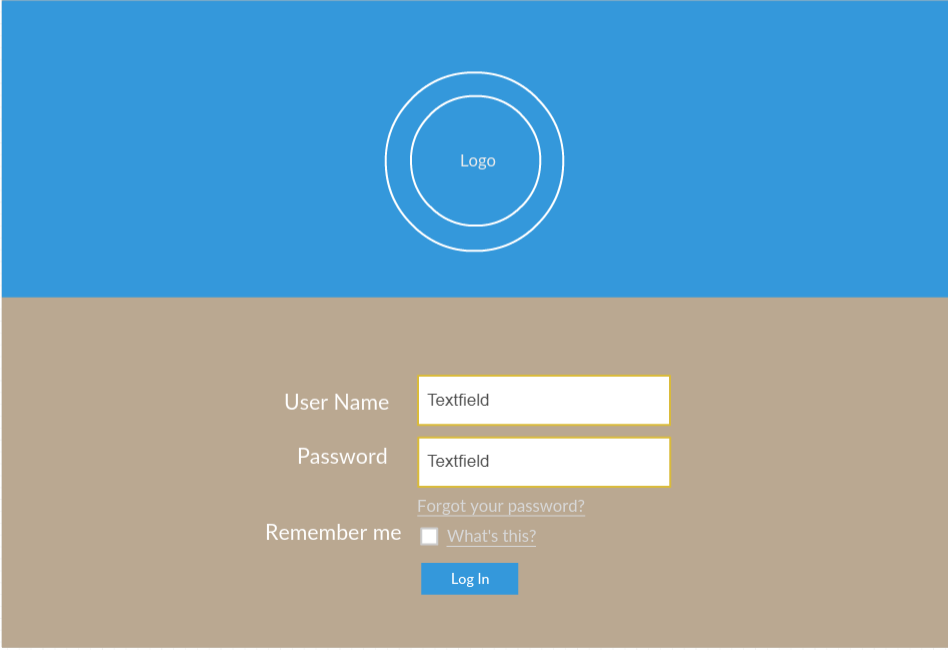 Logo
User Name
Textfield
Password
Textfield
Forgot your password?
Remember me
What's this?
Log In